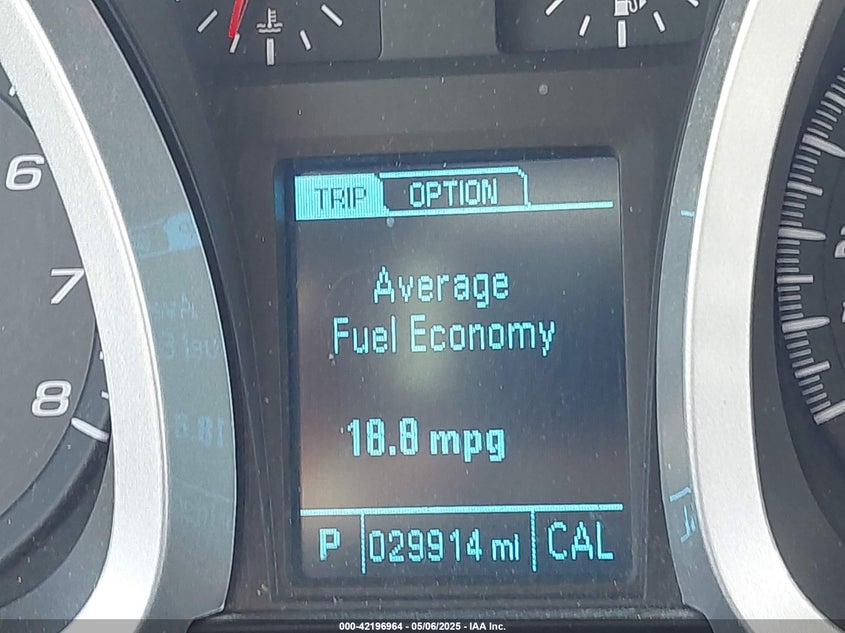 TRIP OPTION
6
7
8
Average
Fuel Economy
18.8 mpg
P 029914 mi CAL
000-42196964 - 05/06/2025 - IAA Inc.